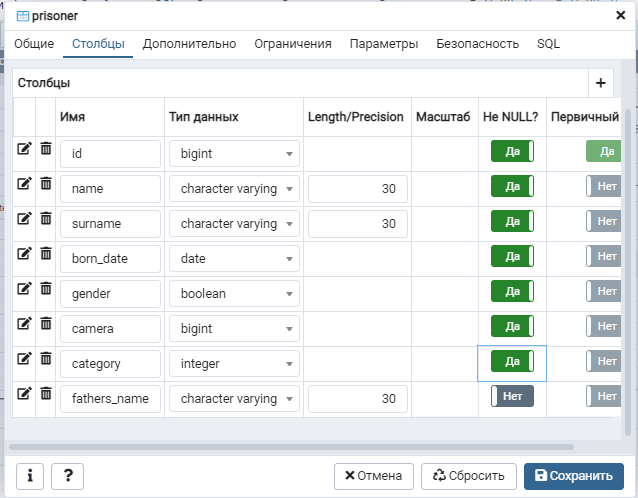 prisoner
Общие Столбцы Дополнительно Ограничения Параметры Безопасность SQL
Столбцы
Имя Тип данных Length/Precision Масштаб Не NULL? Первичный
id bigint Да Да
name character varying 30 Да Нет
surname character varying 30 Да Нет
born_date date Да Нет
gender boolean Да Нет
camera bigint Да Нет
category integer Да Нет
fathers_name character varying 30 Нет Нет
i ? Отмена Сбросить Сохранить